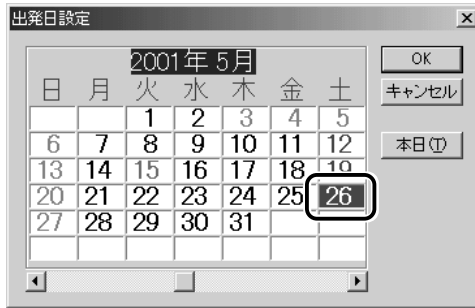 出発日設定
2001年 5月
日 月 火 水 木 金 土
1 2 3 4 5
6 7 8 9 10 11 12
13 14 15 16 17 18 19
20 21 22 23 24 25 26
27 28 29 30 31
OK
キャンセル
本日(T)